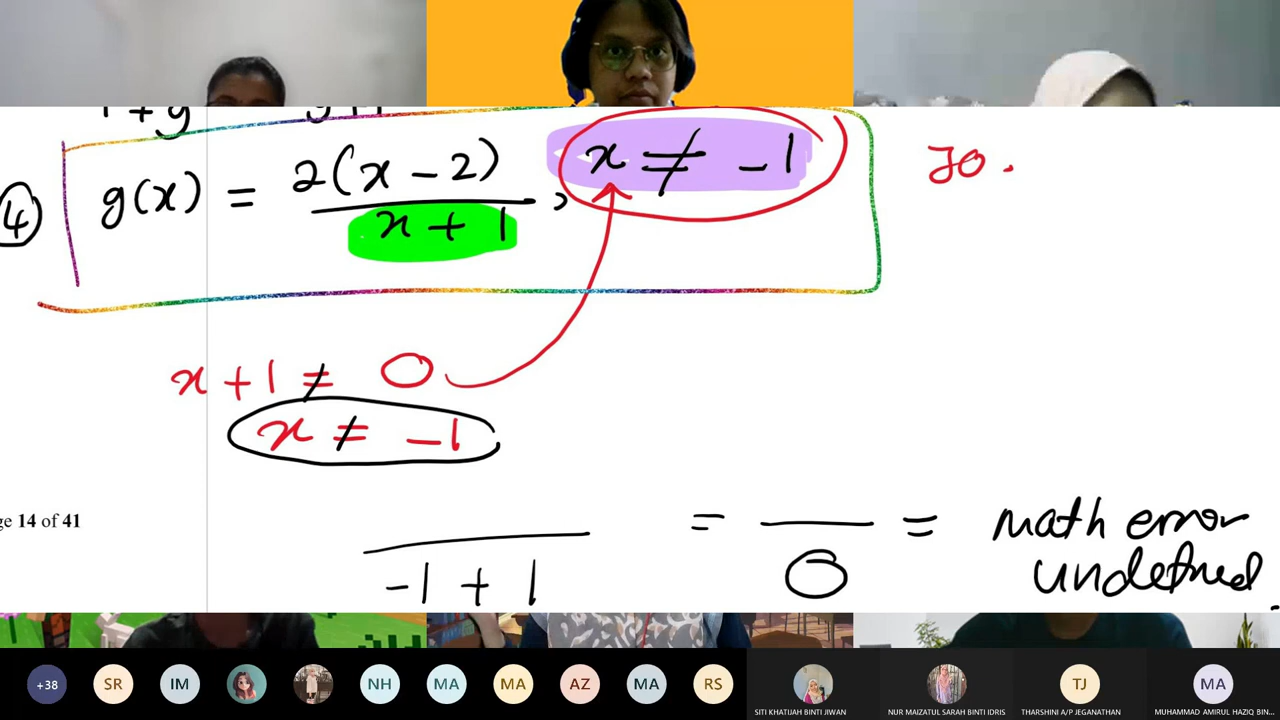 ④ g(x) = 2(x - 2) / x + 1 , x ≠ -1
JO.
x + 1 ≠ 0
x ≠ -1
14 of 41
-1 + 1 = 0 = math error
undefined.
+38 SR IM NH MA MA AZ MA RS TJ MA
SITI KHATIJAH BINTI JIWAN NUR MAIZATUL SARAH BINTI IDRIS THARSHINI A/P JEGANATHAN MUHAMMAD AMIRUL HAZIQ BIN...